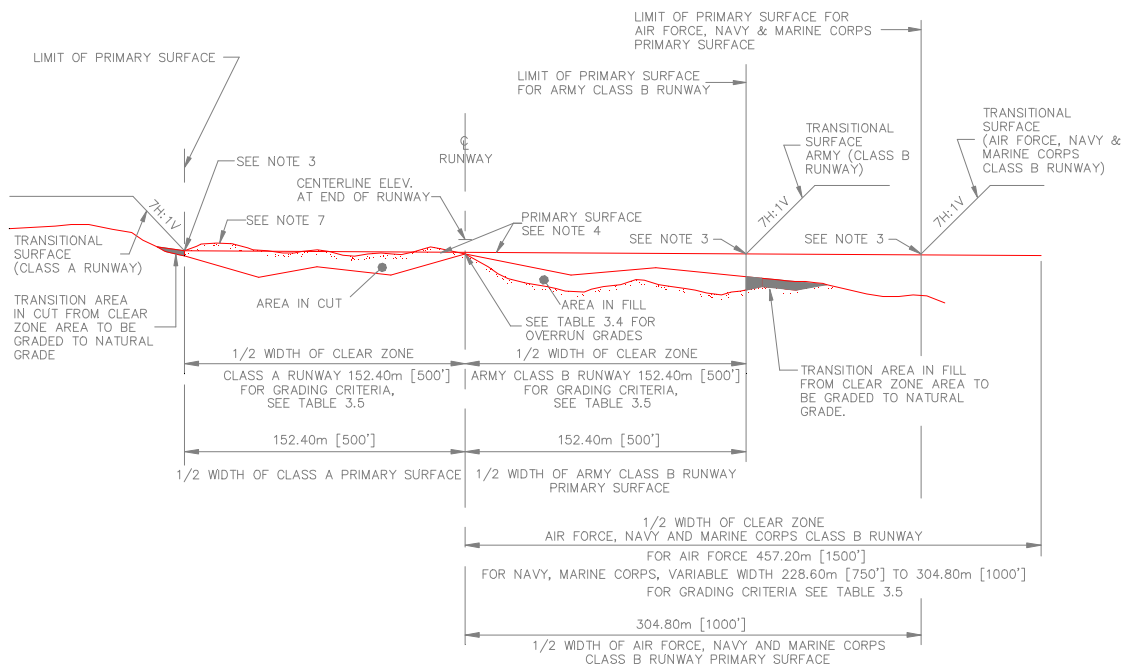 LIMIT OF PRIMARY SURFACE FOR
AIR FORCE, NAVY & MARINE CORPS
PRIMARY SURFACE
LIMIT OF PRIMARY SURFACE
LIMIT OF PRIMARY SURFACE
FOR ARMY CLASS B RUNWAY
TRANSITIONAL
SURFACE
(AIR FORCE, NAVY &
MARINE CORPS
CLASS B RUNWAY)
TRANSITIONAL
SURFACE
ARMY (CLASS B
RUNWAY)
℄
RUNWAY
SEE NOTE 3
CENTERLINE ELEV.
AT END OF RUNWAY
7H:1V
SEE NOTE 7
PRIMARY SURFACE
SEE NOTE 4
SEE NOTE 3
7H:1V
SEE NOTE 3
7H:1V
TRANSITIONAL
SURFACE
(CLASS A RUNWAY)
AREA IN CUT
AREA IN FILL
TRANSITION AREA
IN CUT FROM CLEAR
ZONE AREA TO BE
GRADED TO NATURAL
GRADE
SEE TABLE 3.4 FOR
OVERRUN GRADES
1/2 WIDTH OF CLEAR ZONE
CLASS A RUNWAY 152.40m [500']
FOR GRADING CRITERIA,
SEE TABLE 3.5
1/2 WIDTH OF CLEAR ZONE
ARMY CLASS B RUNWAY 152.40m [500']
FOR GRADING CRITERIA,
SEE TABLE 3.5
TRANSITION AREA IN FILL
FROM CLEAR ZONE AREA TO
BE GRADED TO NATURAL
GRADE.
152.40m [500']
1/2 WIDTH OF CLASS A PRIMARY SURFACE
152.40m [500']
1/2 WIDTH OF ARMY CLASS B RUNWAY
PRIMARY SURFACE
1/2 WIDTH OF CLEAR ZONE
AIR FORCE, NAVY AND MARINE CORPS CLASS B RUNWAY
FOR AIR FORCE 457.20m [1500']
FOR NAVY, MARINE CORPS, VARIABLE WIDTH 228.60m [750'] TO 304.80m [1000']
FOR GRADING CRITERIA SEE TABLE 3.5
304.80m [1000']
1/2 WIDTH OF AIR FORCE, NAVY AND MARINE CORPS
CLASS B RUNWAY PRIMARY SURFACE